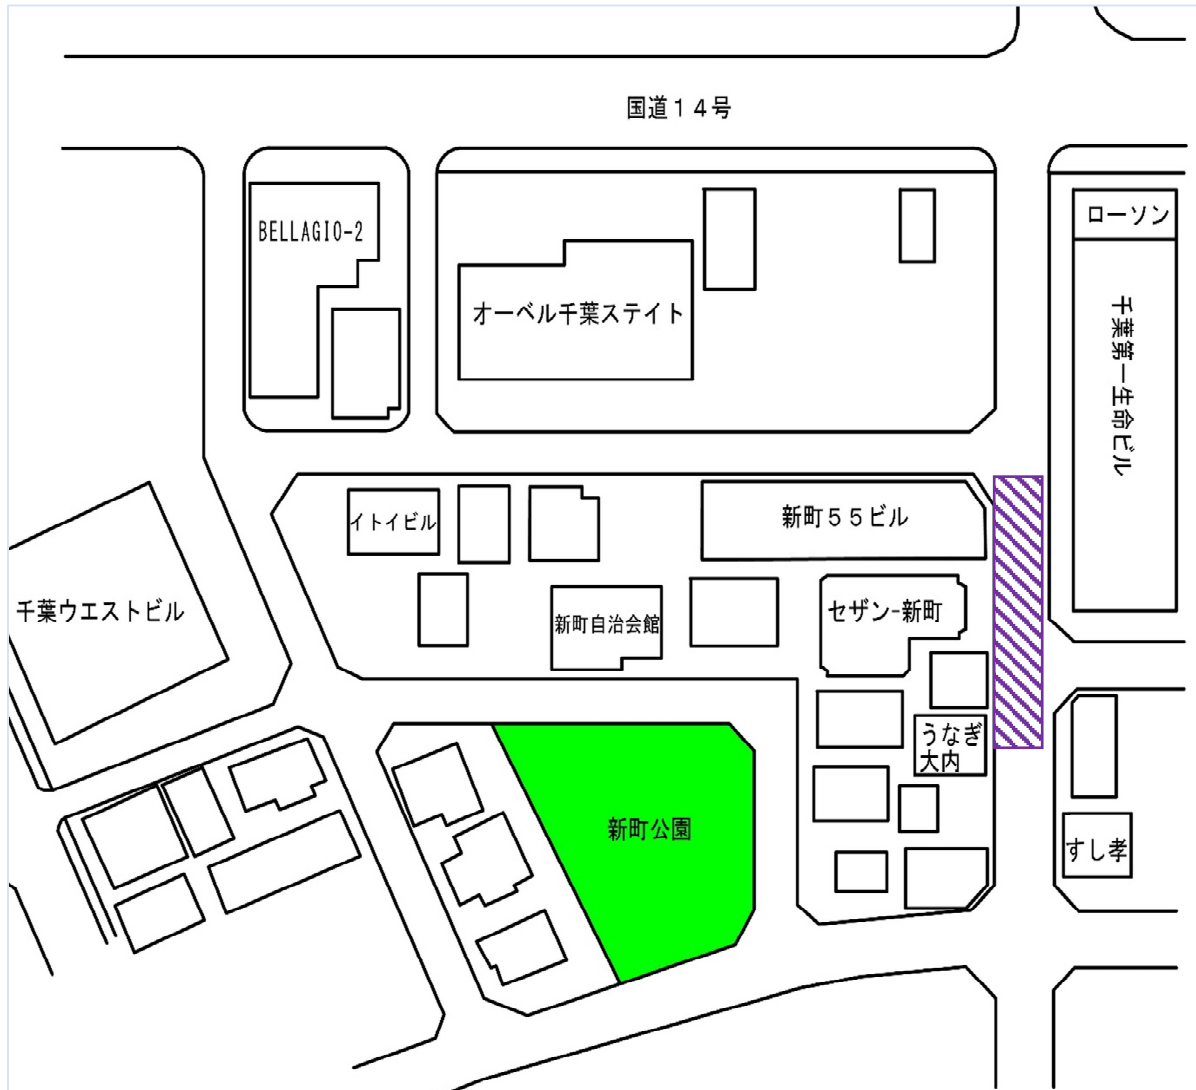 国道１４号
ローソン
BELLAGIO-2
オーベル千葉ステイト
千葉第一生命ビル
イトイビル
新町５５ビル
千葉ウエストビル
新町自治会館
セザン-新町
うなぎ
大内
新町公園
すし孝